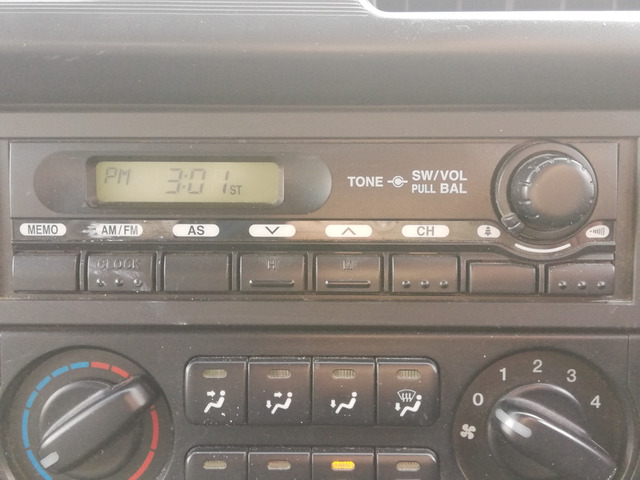 PM 3:01 ST
TONE SW/VOL
PULL BAL
MEMO AM/FM AS CH
CLOCK H M
0 1 2 3 4